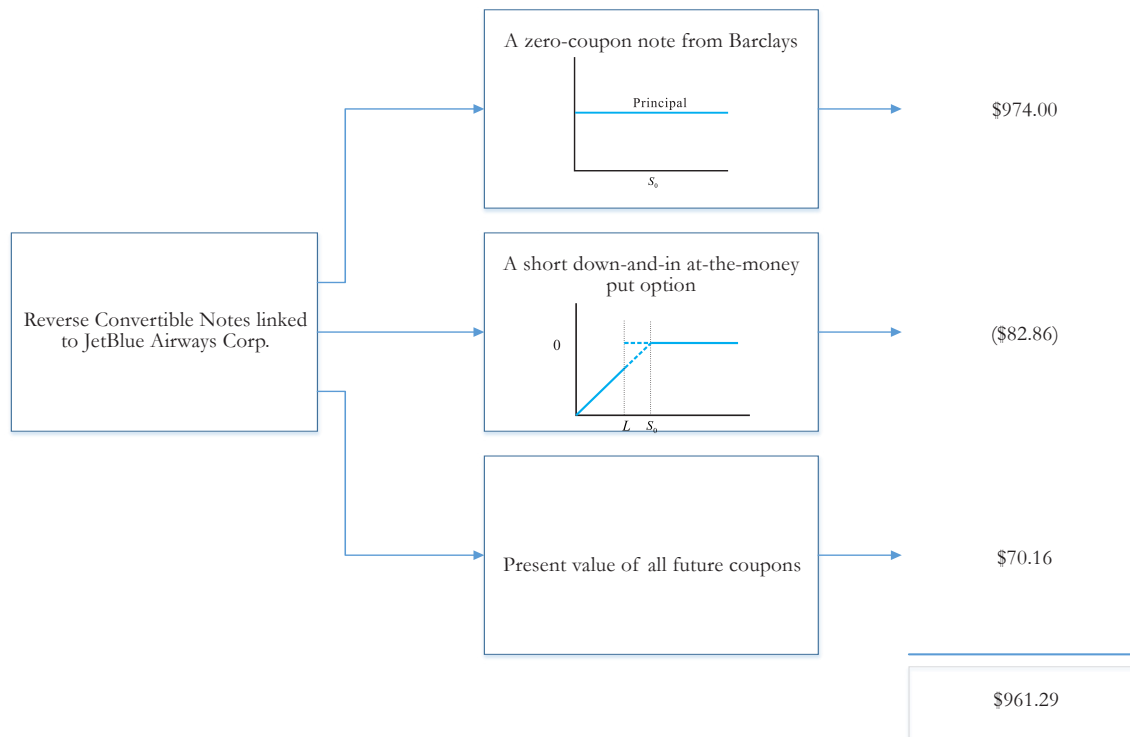 A zero-coupon note from Barclays
Principal
S₀
$974.00
Reverse Convertible Notes linked
to JetBlue Airways Corp.
A short down-and-in at-the-money
put option
0
L S₀
($82.86)
Present value of all future coupons
$70.16
$961.29